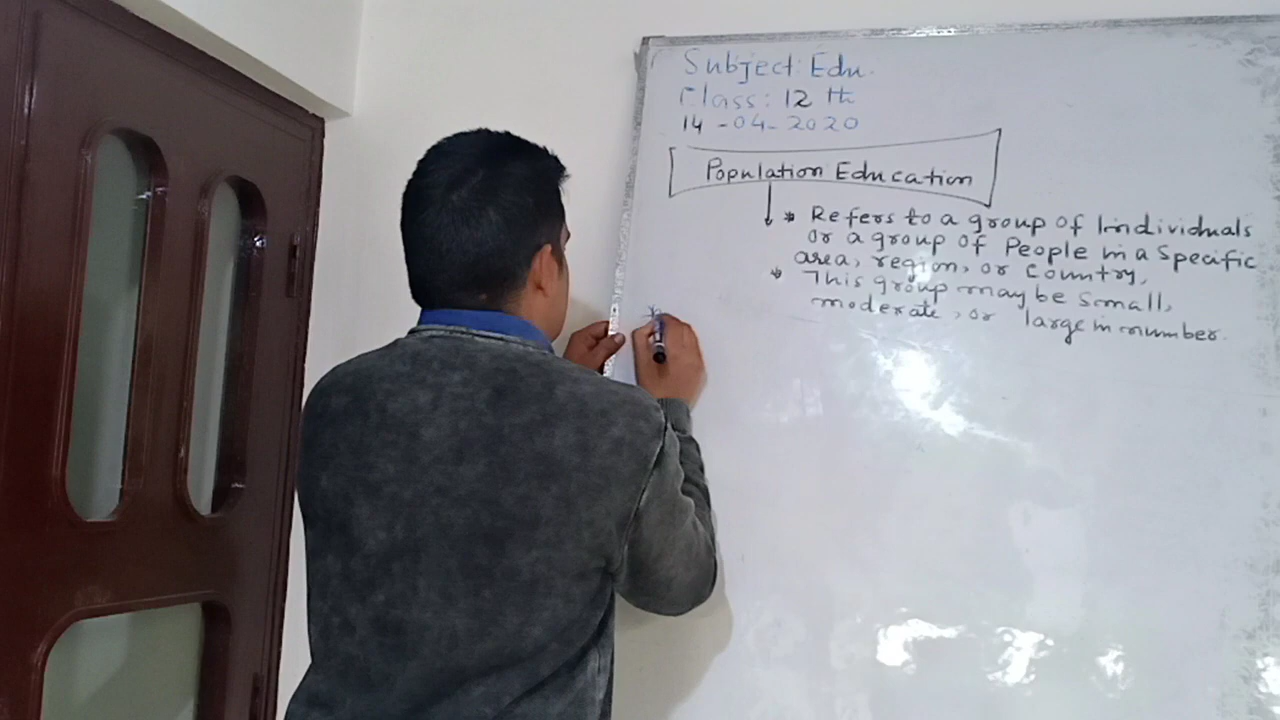 Subject: Edu.
Class: 12 th
14-04-2020
Population Education
* Refers to a group of Individuals
or a group of People in a Specific
area, region, or Country,
* This group may be Small,
moderate, or large in number.
*